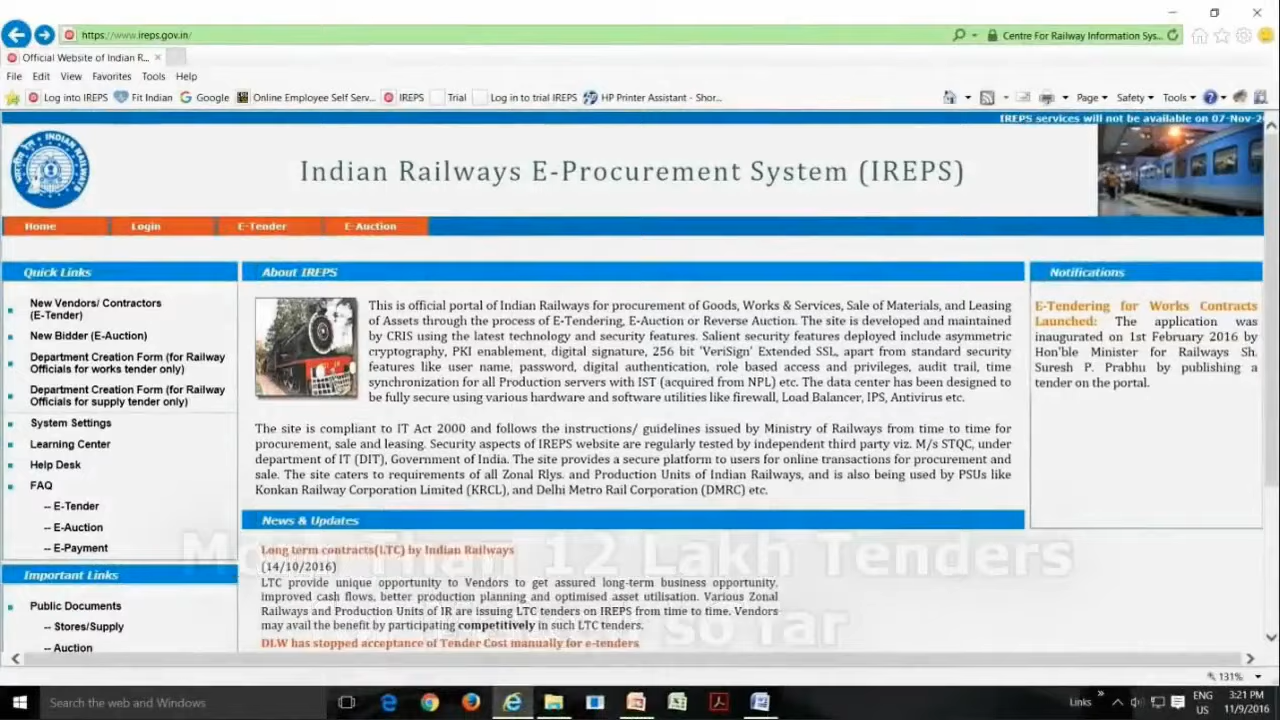 https://www.ireps.gov.in/
Centre For Railway Information Sys...
Official Website of Indian R...
File Edit View Favorites Tools Help
Log into IREPS Fit Indian Google Online Employee Self Serv... IREPS Trial Log in to trial IREPS HP Printer Assistant - Shor...
Page Safety Tools
IREPS services will not be available on 07-Nov-2
Indian Railways E-Procurement System (IREPS)
Home Login E-Tender E-Auction
Quick Links
New Vendors/ Contractors
(E-Tender)
New Bidder (E-Auction)
Department Creation Form (for Railway
Officials for works tender only)
Department Creation Form (for Railway
Officials for supply tender only)
System Settings
Learning Center
Help Desk
FAQ
-- E-Tender
-- E-Auction
-- E-Payment
Important Links
Public Documents
-- Stores/Supply
-- Auction
About IREPS
This is official portal of Indian Railways for procurement of Goods, Works & Services, Sale of Materials, and Leasing
of Assets through the process of E-Tendering, E-Auction or Reverse Auction. The site is developed and maintained
by CRIS using the latest technology and security features. Salient security features deployed include asymmetric
cryptography, PKI enablement, digital signature, 256 bit 'VeriSign' Extended SSL, apart from standard security
features like user name, password, digital authentication, role based access and privileges, audit trail, time
synchronization for all Production servers with IST (acquired from NPL) etc. The data center has been designed to
be fully secure using various hardware and software utilities like firewall, Load Balancer, IPS, Antivirus etc.
The site is compliant to IT Act 2000 and follows the instructions/ guidelines issued by Ministry of Railways from time to time for
procurement, sale and leasing. Security aspects of IREPS website are regularly tested by independent third party viz. M/s STQC, under
department of IT (DIT), Government of India. The site provides a secure platform to users for online transactions for procurement and
sale. The site caters to requirements of all Zonal Rlys. and Production Units of Indian Railways, and is also being used by PSUs like
Konkan Railway Corporation Limited (KRCL), and Delhi Metro Rail Corporation (DMRC) etc.
News & Updates
Long term contracts(LTC) by Indian Railways
(14/10/2016)
LTC provide unique opportunity to Vendors to get assured long-term business opportunity,
improved cash flows, better production planning and optimised asset utilisation. Various Zonal
Railways and Production Units of IR are issuing LTC tenders on IREPS from time to time. Vendors
may avail the benefit by participating competitively in such LTC tenders.
DLW has stopped acceptance of Tender Cost manually for e-tenders
Notifications
E-Tendering for Works Contracts
Launched: The application was
inaugurated on 1st February 2016 by
Hon'ble Minister for Railways Sh.
Suresh P. Prabhu by publishing a
tender on the portal.
More Than 12 Lakh Tenders
so far
131%
Search the web and Windows
Links
ENG
US
3:21 PM
11/9/2016